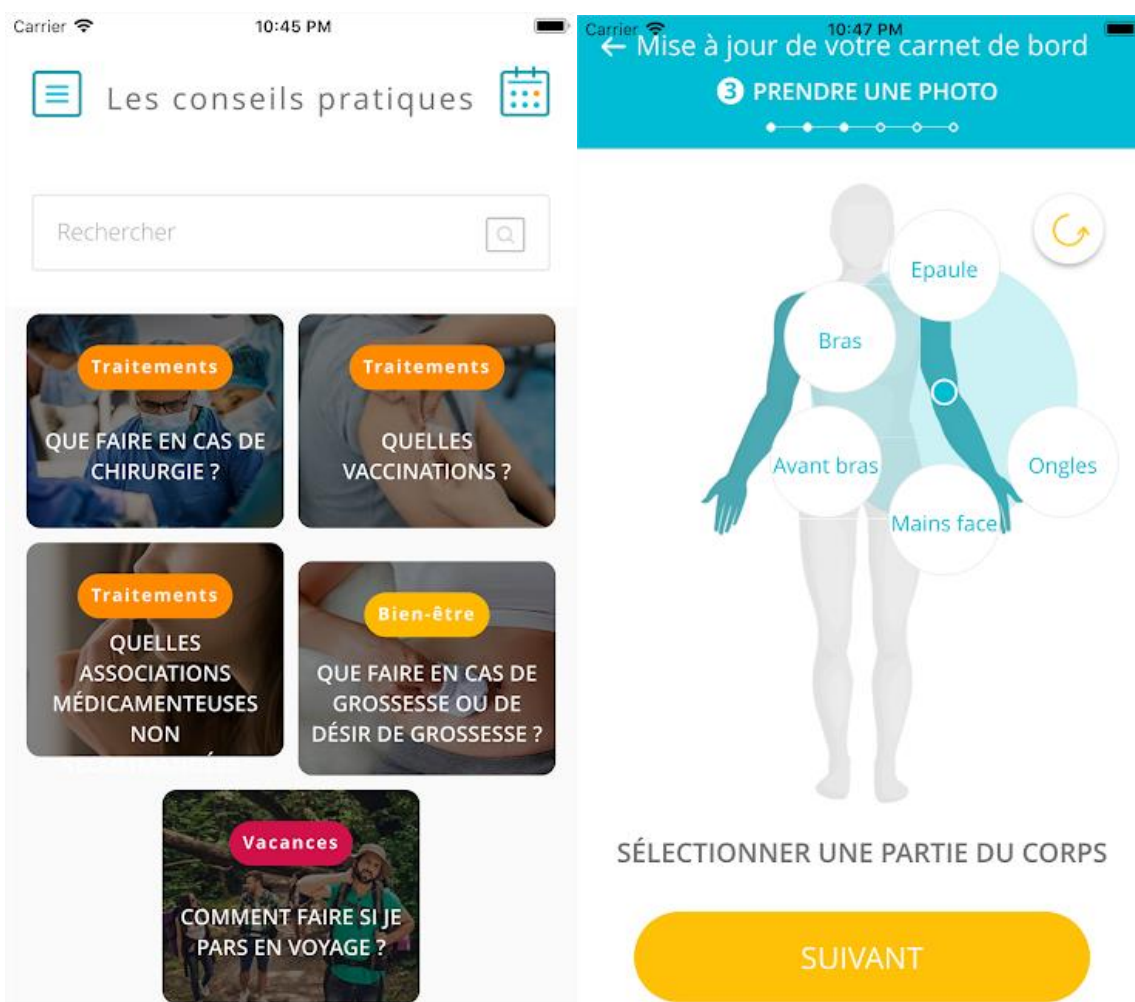 Carrier
10:45 PM
Les conseils pratiques
Rechercher
Traitements
QUE FAIRE EN CAS DE
CHIRURGIE ?
Traitements
QUELLES
VACCINATIONS ?
Traitements
QUELLES
ASSOCIATIONS
MÉDICAMENTEUSES
NON
Bien-être
QUE FAIRE EN CAS DE
GROSSESSE OU DE
DÉSIR DE GROSSESSE ?
Vacances
COMMENT FAIRE SI JE
PARS EN VOYAGE ?
Carrier
10:47 PM
← Mise à jour de votre carnet de bord
3 PRENDRE UNE PHOTO
Epaule
Bras
Avant bras
Ongles
Mains face
SÉLECTIONNER UNE PARTIE DU CORPS
SUIVANT